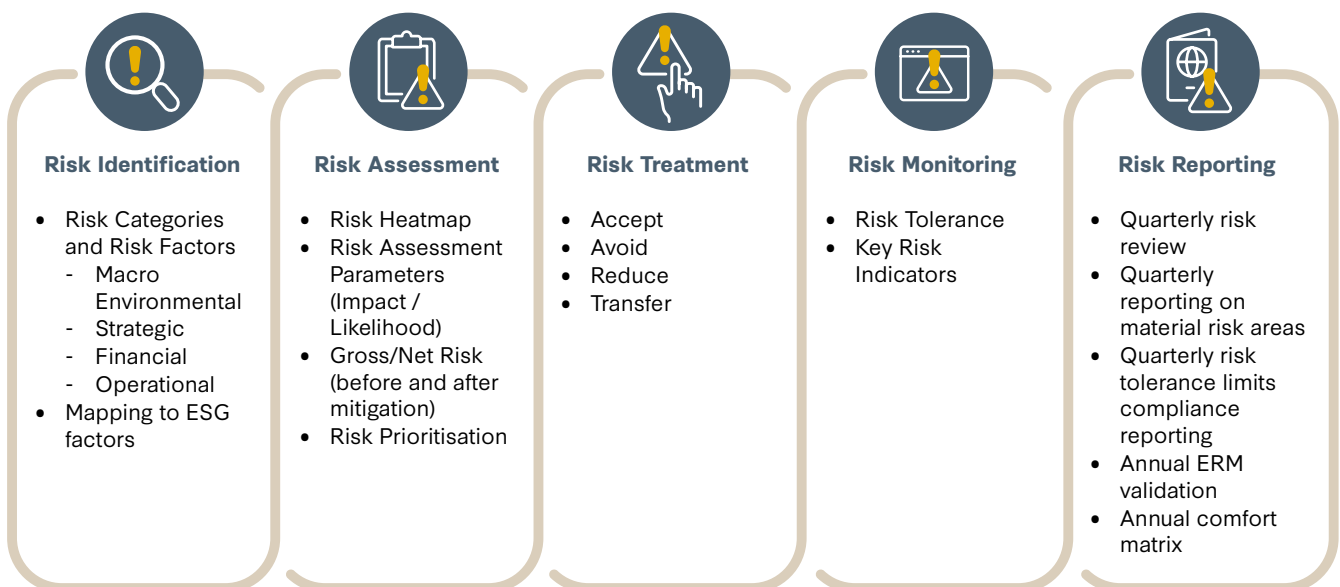 Risk Identification
• Risk Categories
and Risk Factors
- Macro
Environmental
- Strategic
- Financial
- Operational
• Mapping to ESG
factors
Risk Assessment
• Risk Heatmap
• Risk Assessment
Parameters
(Impact /
Likelihood)
• Gross/Net Risk
(before and after
mitigation)
• Risk Prioritisation
Risk Treatment
• Accept
• Avoid
• Reduce
• Transfer
Risk Monitoring
• Risk Tolerance
• Key Risk
Indicators
Risk Reporting
• Quarterly risk
review
• Quarterly
reporting on
material risk areas
• Quarterly risk
tolerance limits
compliance
reporting
• Annual ERM
validation
• Annual comfort
matrix